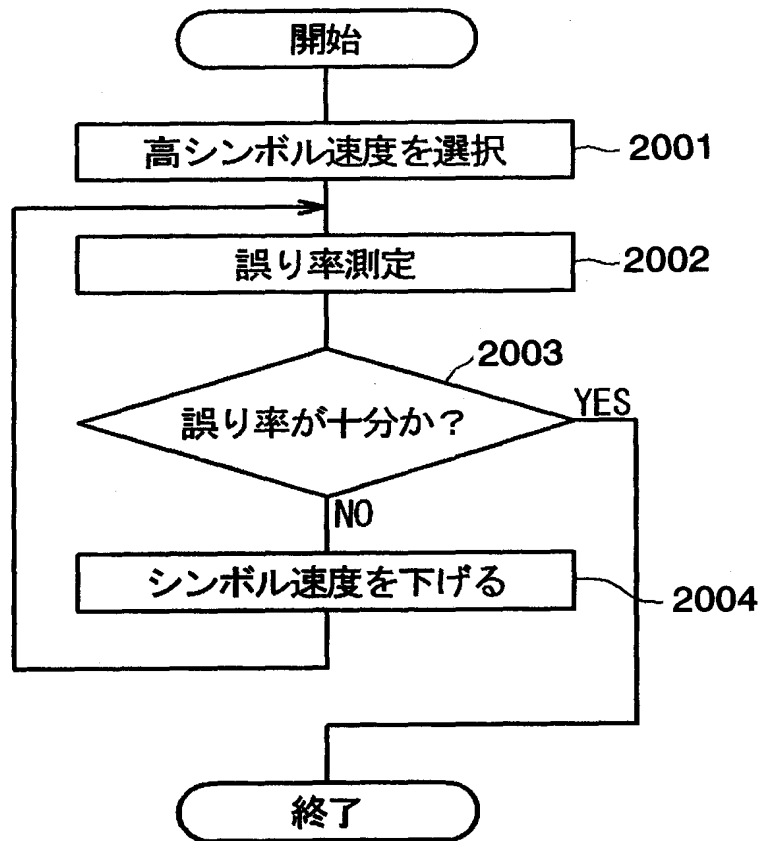 開始
高シンボル速度を選択
2001
誤り率測定
2002
2003
誤り率が十分か？
YES
NO
シンボル速度を下げる
2004
終了